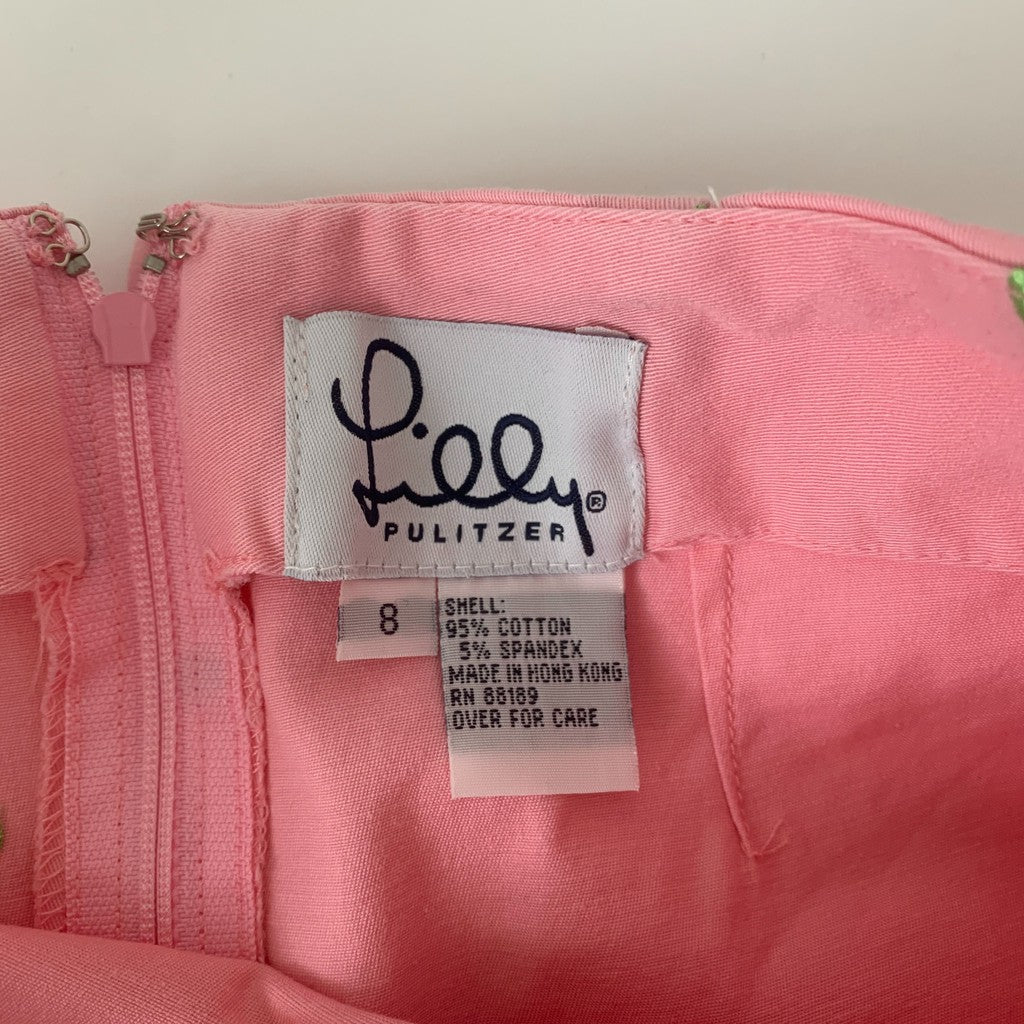 Lilly®
PULITZER
8
SHELL:
95% COTTON
5% SPANDEX
MADE IN HONG KONG
RN 88189
OVER FOR CARE